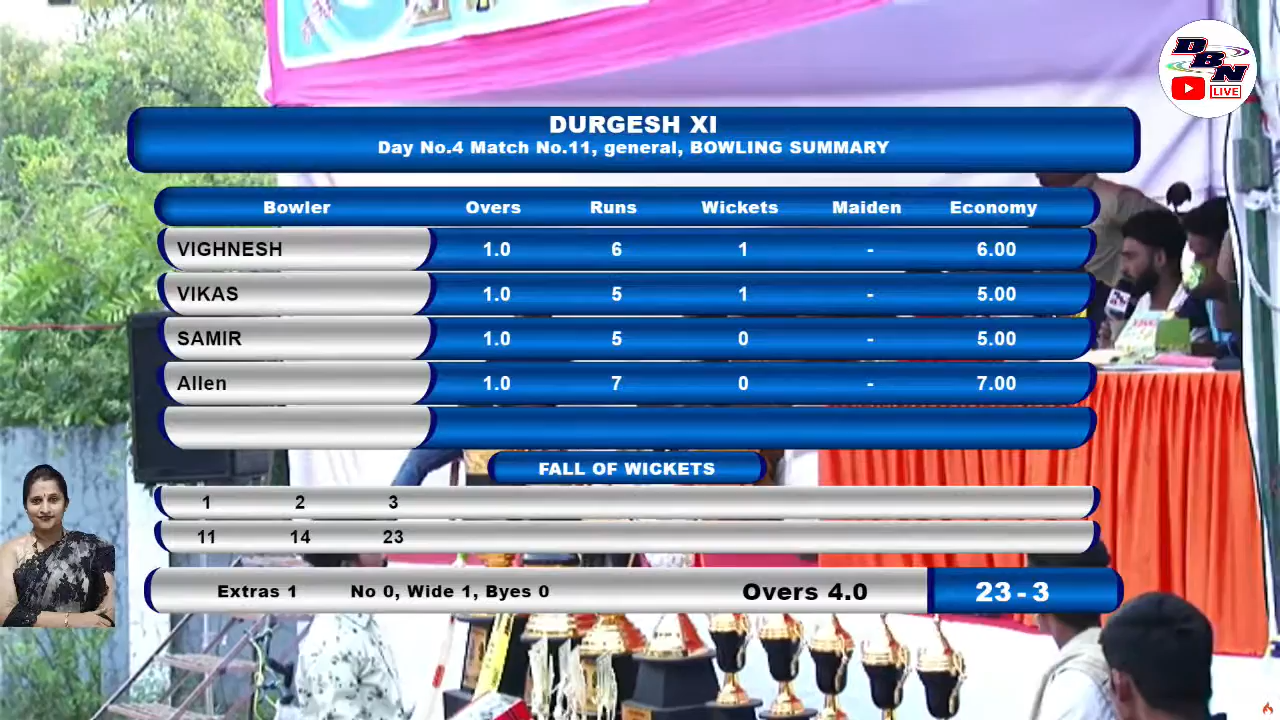 DBN
LIVE
DURGESH XI
Day No.4 Match No.11, general, BOWLING SUMMARY
Bowler Overs Runs Wickets Maiden Economy
VIGHNESH 1.0 6 1 - 6.00
VIKAS 1.0 5 1 - 5.00
SAMIR 1.0 5 0 - 5.00
Allen 1.0 7 0 - 7.00
FALL OF WICKETS
1 2 3
11 14 23
Extras 1 No 0, Wide 1, Byes 0 Overs 4.0 23-3